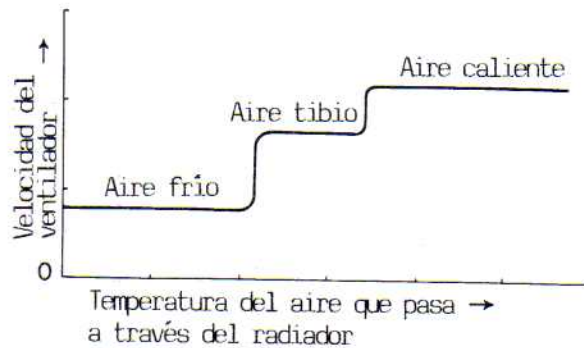 Velocidad del →
ventilador
Aire caliente
Aire tibio
Aire frío
0
Temperatura del aire que pasa →
a través del radiador